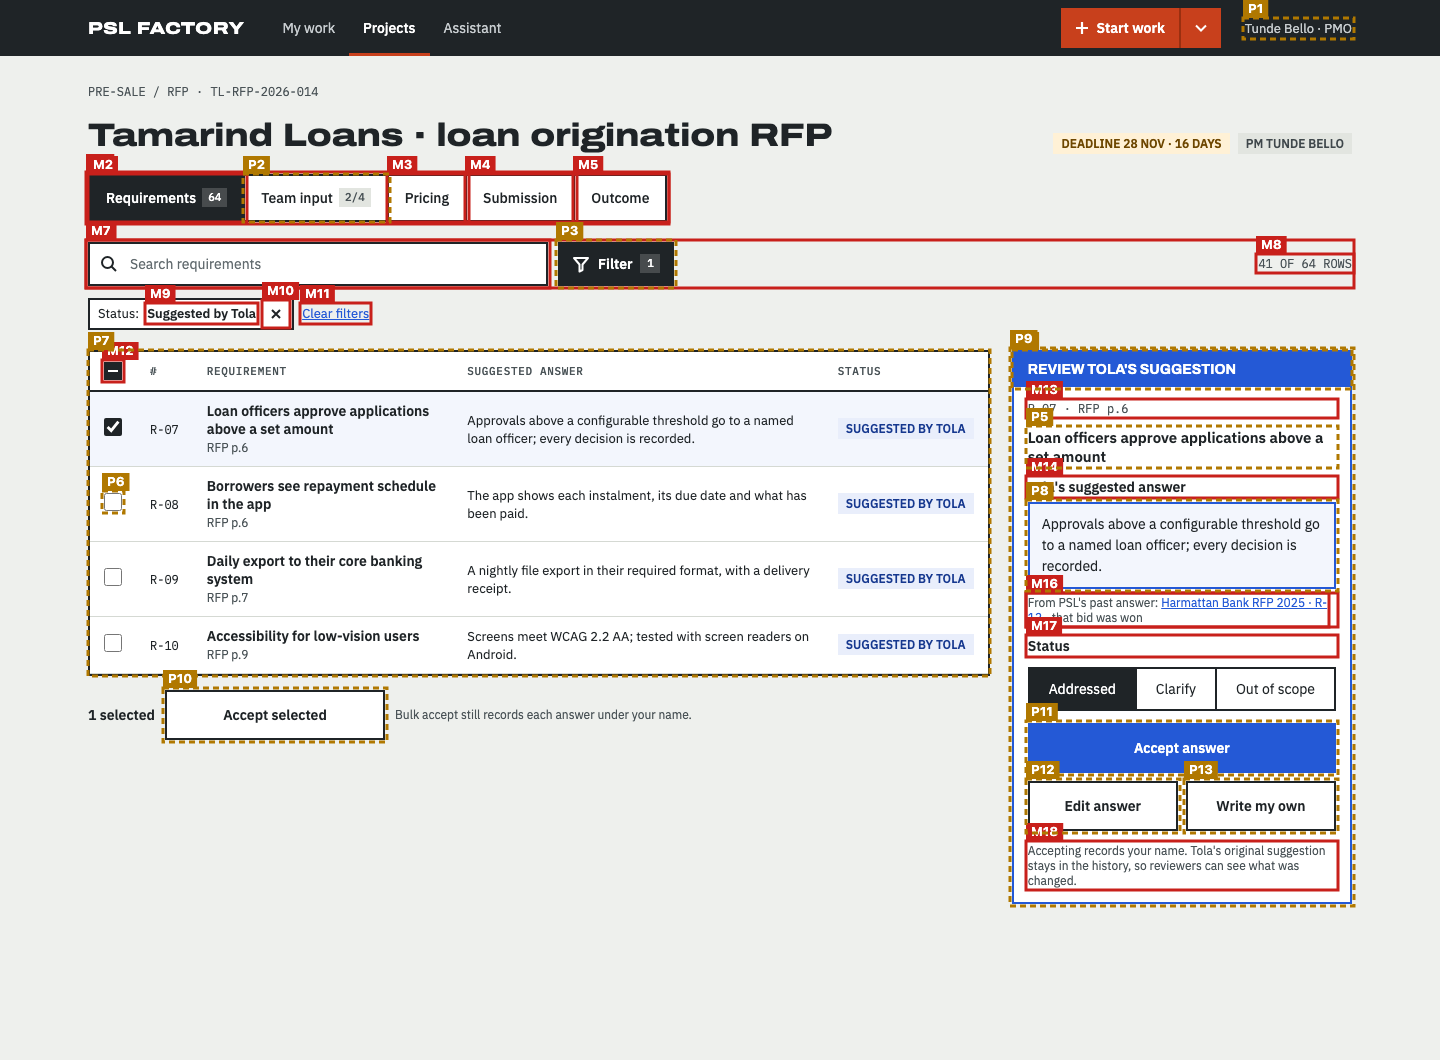 PSL FACTORY
My work
Projects
Assistant
Start work
P1
Tunde Bello · PMO
PRE-SALE / RFP · TL-RFP-2026-014
Tamarind Loans · loan origination RFP
DEADLINE 28 NOV · 16 DAYS
PM TUNDE BELLO
M2
P2
M3
M4
M5
Requirements 64
Team input 2/4
Pricing
Submission
Outcome
M7
P3
M8
Search requirements
Filter 1
41 OF 64 ROWS
M9
M10
M11
Status: Suggested by Tola
Clear filters
P7
M12
# REQUIREMENT SUGGESTED ANSWER STATUS
R-07
Loan officers approve applications
above a set amount
RFP p.6
Approvals above a configurable threshold go to a named
loan officer; every decision is recorded.
SUGGESTED BY TOLA
P6
R-08
Borrowers see repayment schedule
in the app
RFP p.6
The app shows each instalment, its due date and what has
been paid.
SUGGESTED BY TOLA
R-09
Daily export to their core banking
system
RFP p.7
A nightly file export in their required format, with a delivery
receipt.
SUGGESTED BY TOLA
R-10
Accessibility for low-vision users
RFP p.9
Screens meet WCAG 2.2 AA; tested with screen readers on
Android.
SUGGESTED BY TOLA
P10
1 selected
Accept selected
Bulk accept still records each answer under your name.
P9
REVIEW TOLA'S SUGGESTION
M13
· RFP p.6
P5
Loan officers approve applications above a
set amount
M14
's suggested answer
P8
Approvals above a configurable threshold go
to a named loan officer; every decision is
recorded.
M16
From PSL's past answer: Harmattan Bank RFP 2025 · R-
that bid was won
M17
Status
Addressed
Clarify
Out of scope
P11
Accept answer
P12
P13
Edit answer
Write my own
M18
Accepting records your name. Tola's original suggestion
stays in the history, so reviewers can see what was
changed.